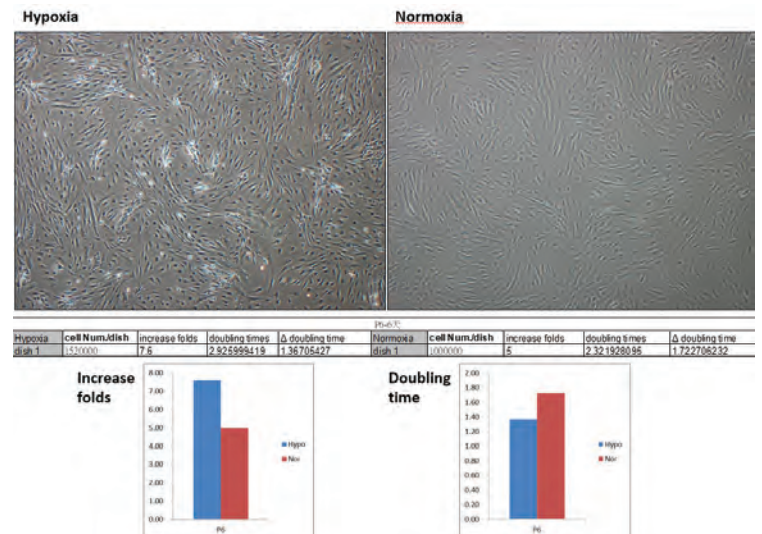 Hypoxia Normoxia
P6-6天
Hypoxia cell Num./dish increase folds doubling times Δ doubling time Normoxia cell Num./dish increase folds doubling times Δ doubling time
dish 1 1520000 7.6 2.925999419 1.36705427 dish 1 1000000 5 2.321928095 1.722706232
Increase
folds
8.00
7.00
6.00
5.00
4.00
3.00
2.00
1.00
0.00
P6
Hypo
Nor
Doubling
time
2.00
1.80
1.60
1.40
1.20
1.00
0.80
0.60
0.40
0.20
0.00
P6
Hypo
Nor